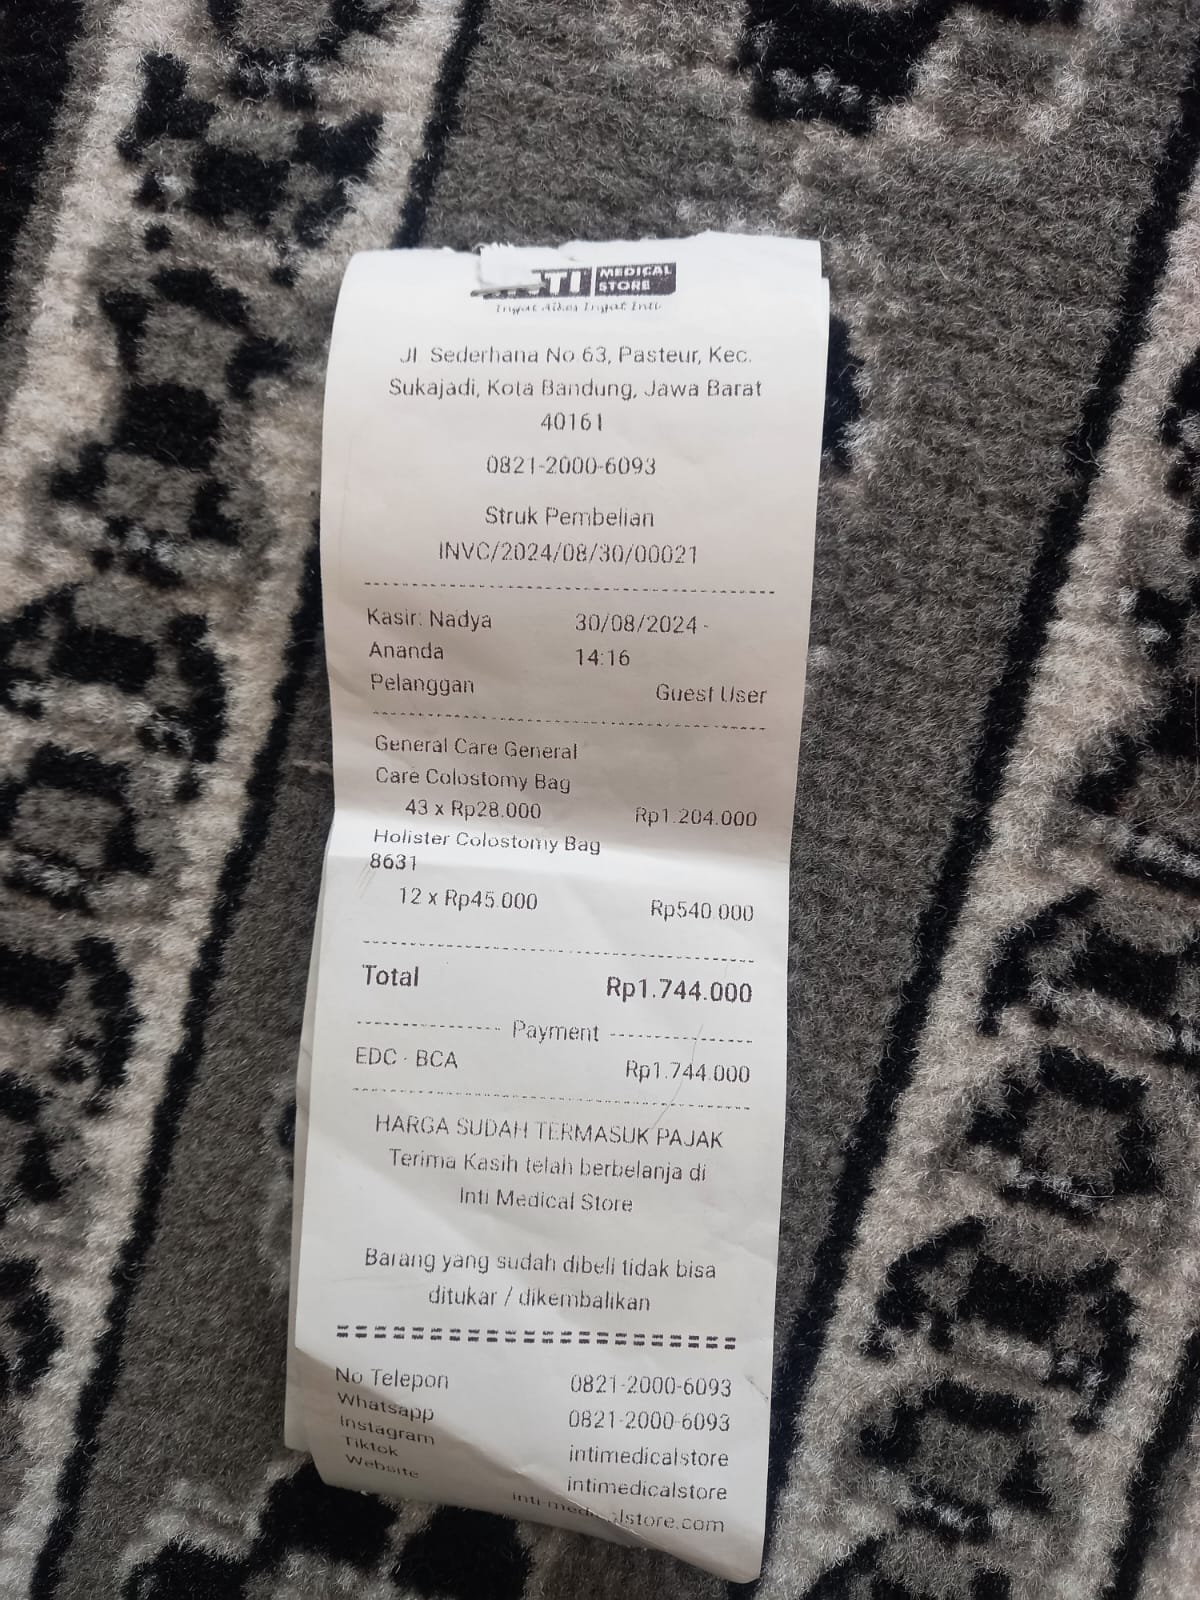 TI MEDICAL STORE
Ingat Alkes Ingat Inti
Jl. Sederhana No.63, Pasteur, Kec.
Sukajadi, Kota Bandung, Jawa Barat
40161
0821-2000-6093
Struk Pembelian
INVC/2024/08/30/00021
Kasir: Nadya 30/08/2024 -
Ananda 14:16
Pelanggan Guest User
General Care General
Care Colostomy Bag
43 x Rp28.000 Rp1.204.000
Holister Colostomy Bag
8631
12 x Rp45.000 Rp540.000
Total Rp1.744.000
Payment
EDC - BCA Rp1.744.000
HARGA SUDAH TERMASUK PAJAK
Terima Kasih telah berbelanja di
Inti Medical Store
Barang yang sudah dibeli tidak bisa
ditukar / dikembalikan
No Telepon 0821-2000-6093
Whatsapp 0821-2000-6093
Instagram intimedicalstore
Tiktok intimedicalstore
Website